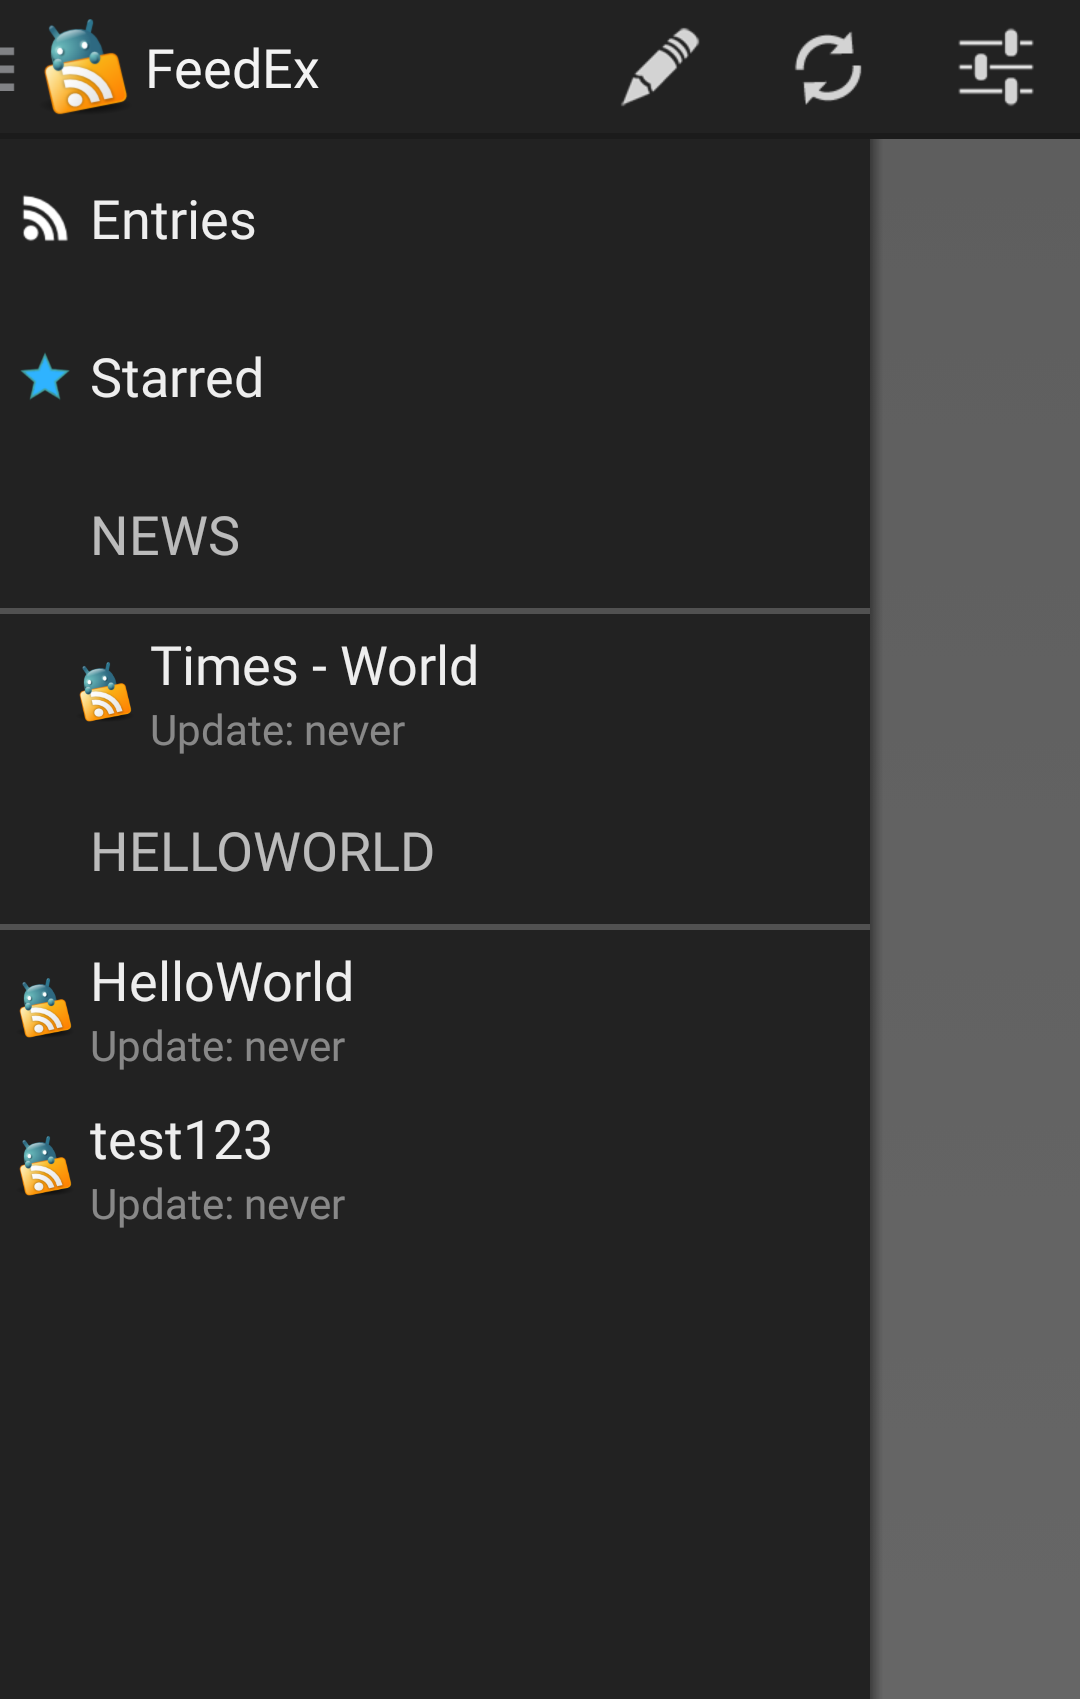 FeedEx
Entries
Starred
NEWS
Times - World
Update: never
HELLOWORLD
HelloWorld
Update: never
test123
Update: never